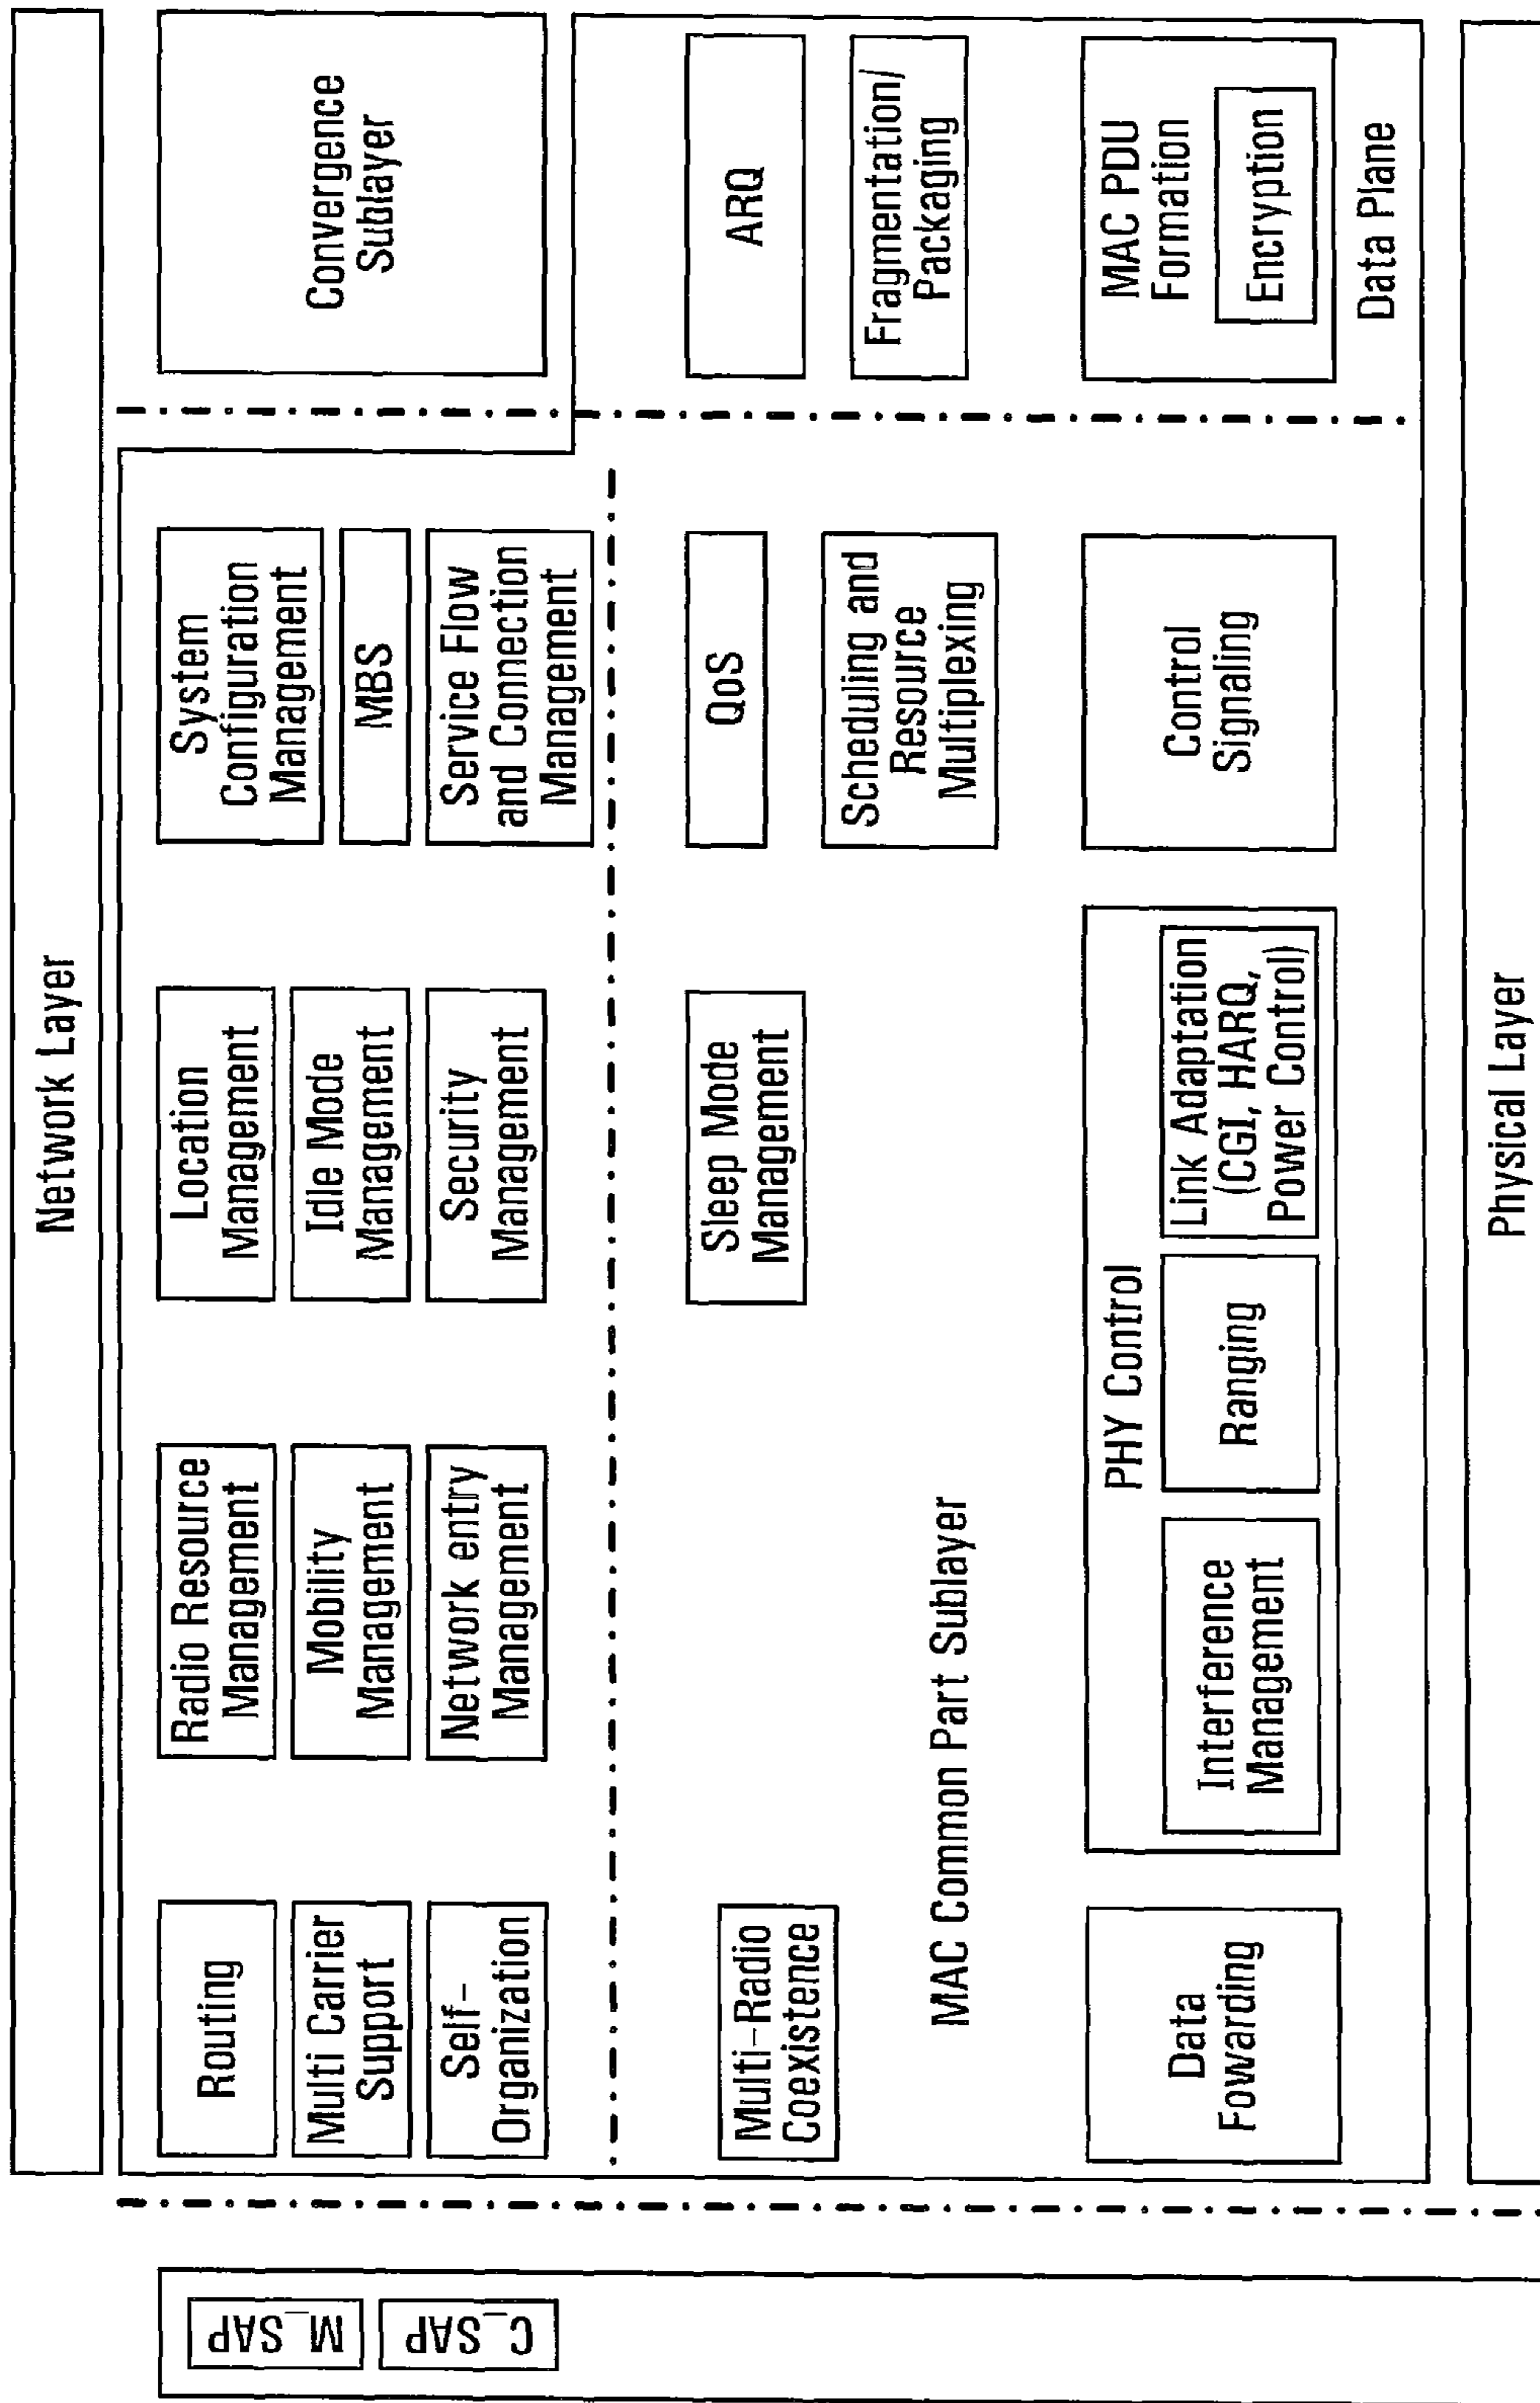 Network Layer
M_SAP
C_SAP
Routing
Multi Carrier
Support
Self-
Organization
Radio Resource
Management
Mobility
Management
Network entry
Management
Location
Management
Idle Mode
Management
Security
Management
System
Configuration
Management
MBS
Service Flow
and Connection
Management
Convergence
Sublayer
Multi-Radio
Coexistence
Sleep Mode
Management
QoS
Scheduling and
Resource
Multiplexing
ARQ
Fragmentation/
Packaging
MAC Common Part Sublayer
Data
Fowarding
PHY Control
Interference
Management
Ranging
Link Adaptation
(CGI, HARQ,
Power Control)
Control
Signaling
MAC PDU
Formation
Encryption
Data Plane
Physical Layer